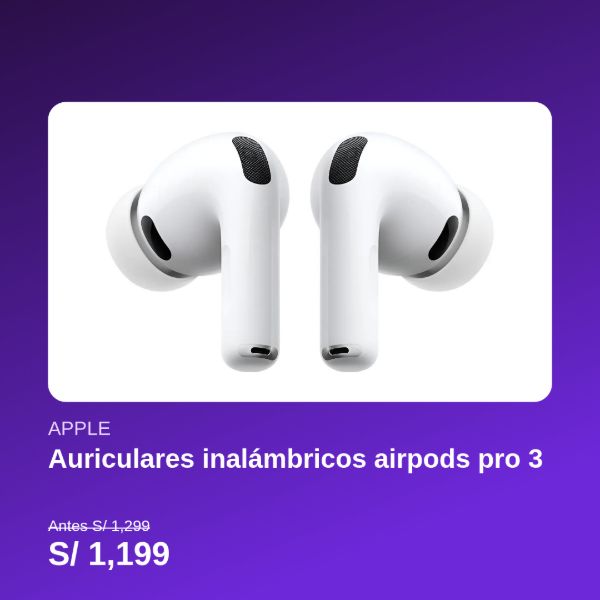 APPLE
Auriculares inalámbricos airpods pro 3
Antes S/ 1,299
S/ 1,199